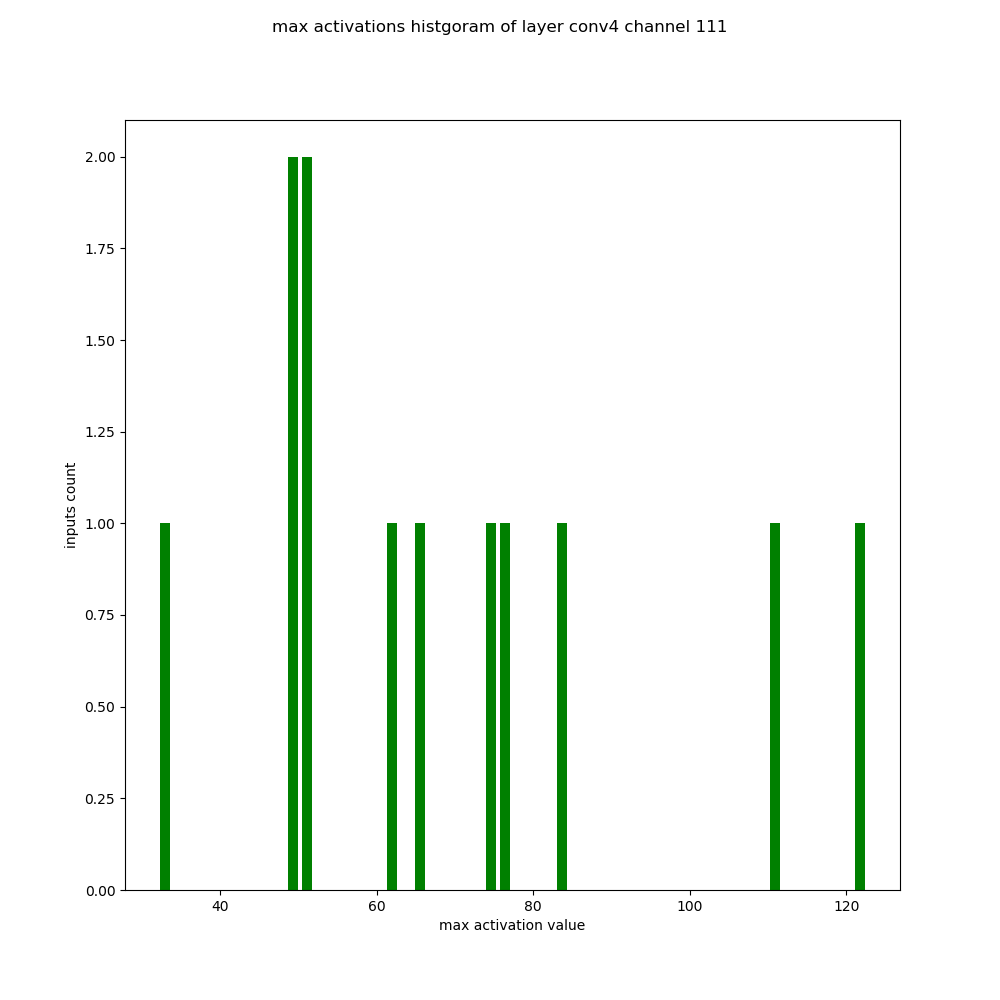 max activations histgoram of layer conv4 channel 111
2.00
1.75
1.50
1.25
1.00
0.75
0.50
0.25
0.00
inputs count
40 60 80 100 120
max activation value